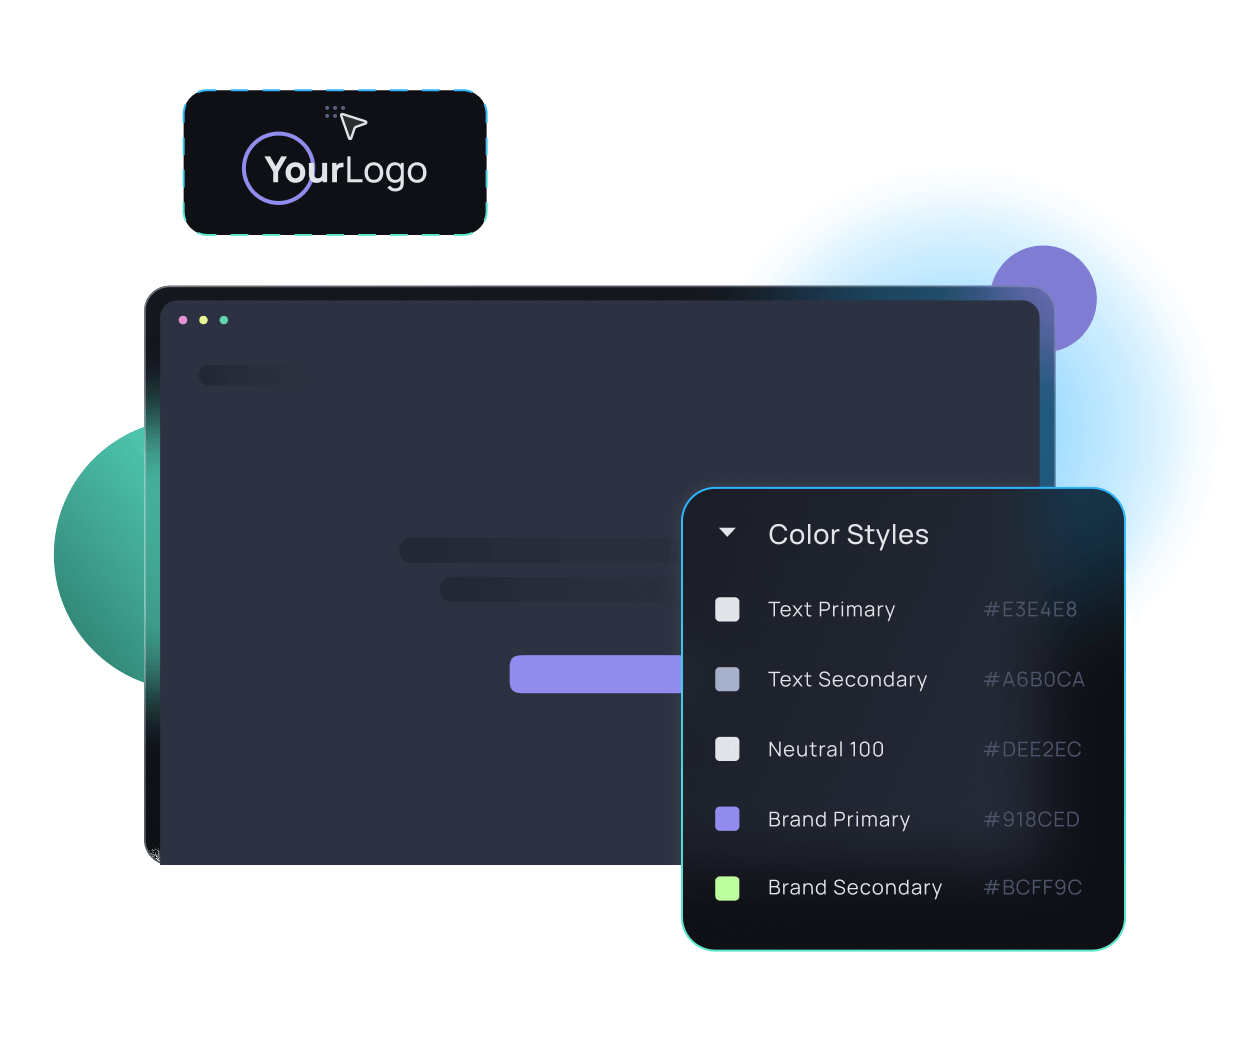 YourLogo
Color Styles
Text Primary #E3E4E8
Text Secondary #A6B0CA
Neutral 100 #DEE2EC
Brand Primary #918CED
Brand Secondary #BCFF9C